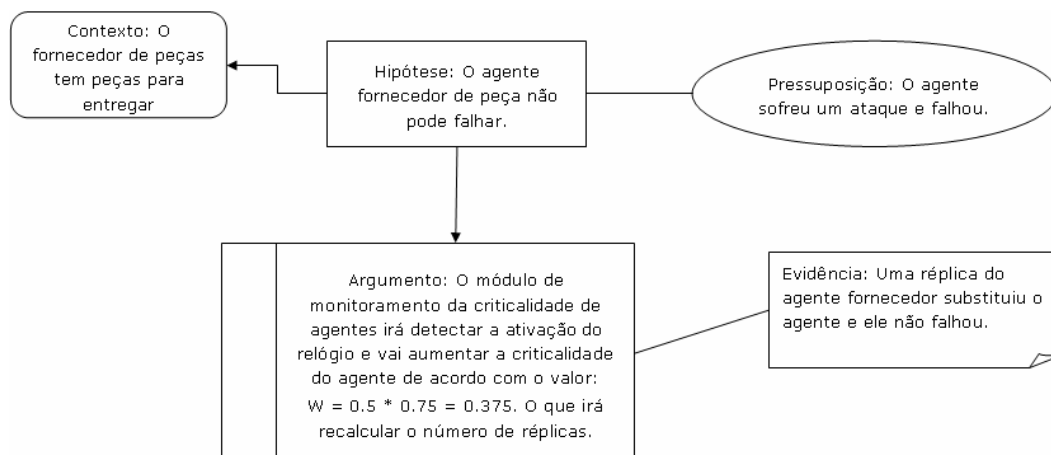 Contexto: O
fornecedor de peças
tem peças para
entregar
Hipótese: O agente
fornecedor de peça não
pode falhar.
Pressuposição: O agente
sofreu um ataque e falhou.
Argumento: O módulo de
monitoramento da criticalidade de
agentes irá detectar a ativação do
relógio e vai aumentar a criticalidade
do agente de acordo com o valor:
W = 0.5 * 0.75 = 0.375. O que irá
recalcular o número de réplicas.
Evidência: Uma réplica do
agente fornecedor substituiu o
agente e ele não falhou.